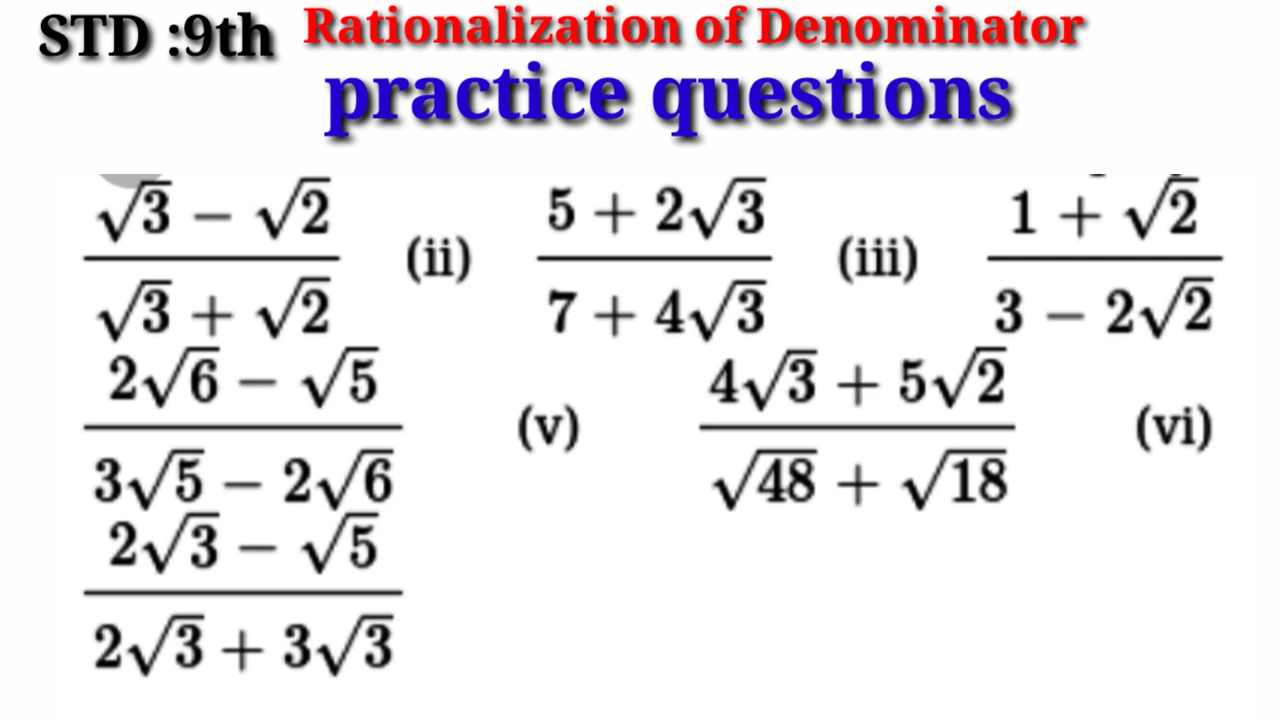 STD :9th Rationalization of Denominator
practice questions
(√3 − √2)/(√3 + √2) (ii) (5 + 2√3)/(7 + 4√3) (iii) (1 + √2)/(3 − 2√2)
(2√6 − √5)/(3√5 − 2√6) (v) (4√3 + 5√2)/(√48 + √18) (vi)
(2√3 − √5)/(2√3 + 3√3)